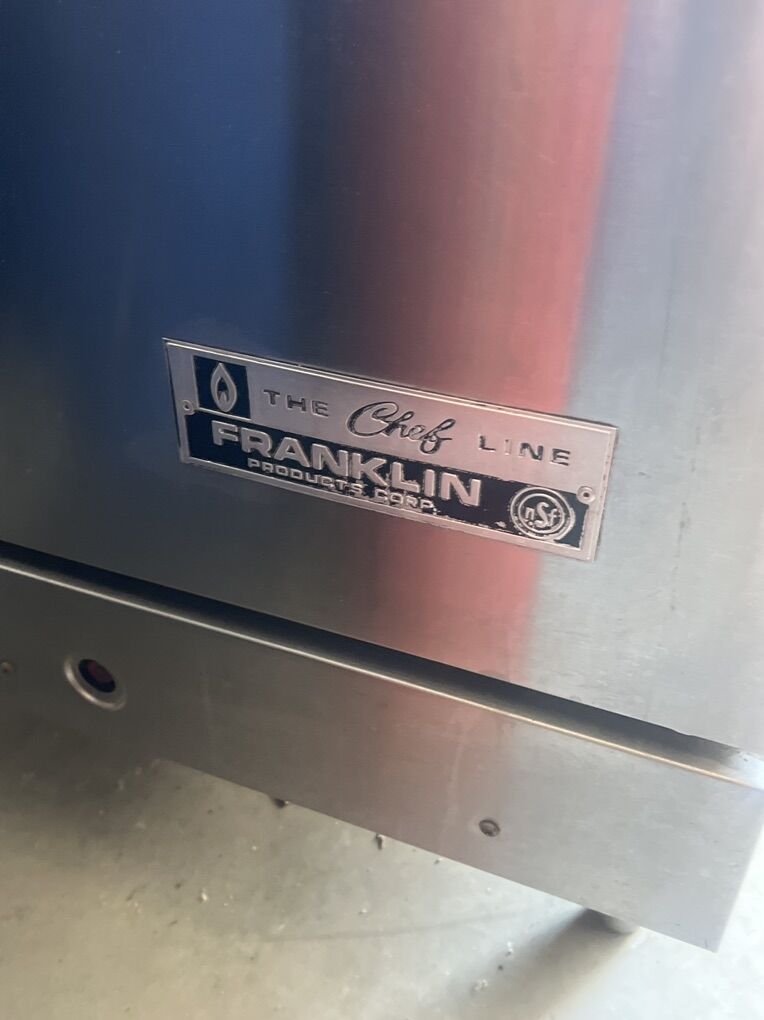 THE Chef LINE
FRANKLIN
PRODUCTS CORP.
nsf